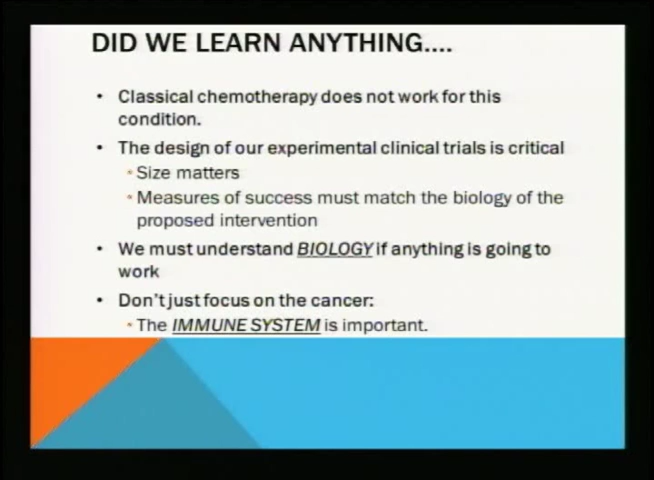 DID WE LEARN ANYTHING....
• Classical chemotherapy does not work for this
condition.
• The design of our experimental clinical trials is critical
• Size matters
• Measures of success must match the biology of the
proposed intervention
• We must understand BIOLOGY if anything is going to
work
• Don't just focus on the cancer:
• The IMMUNE SYSTEM is important.